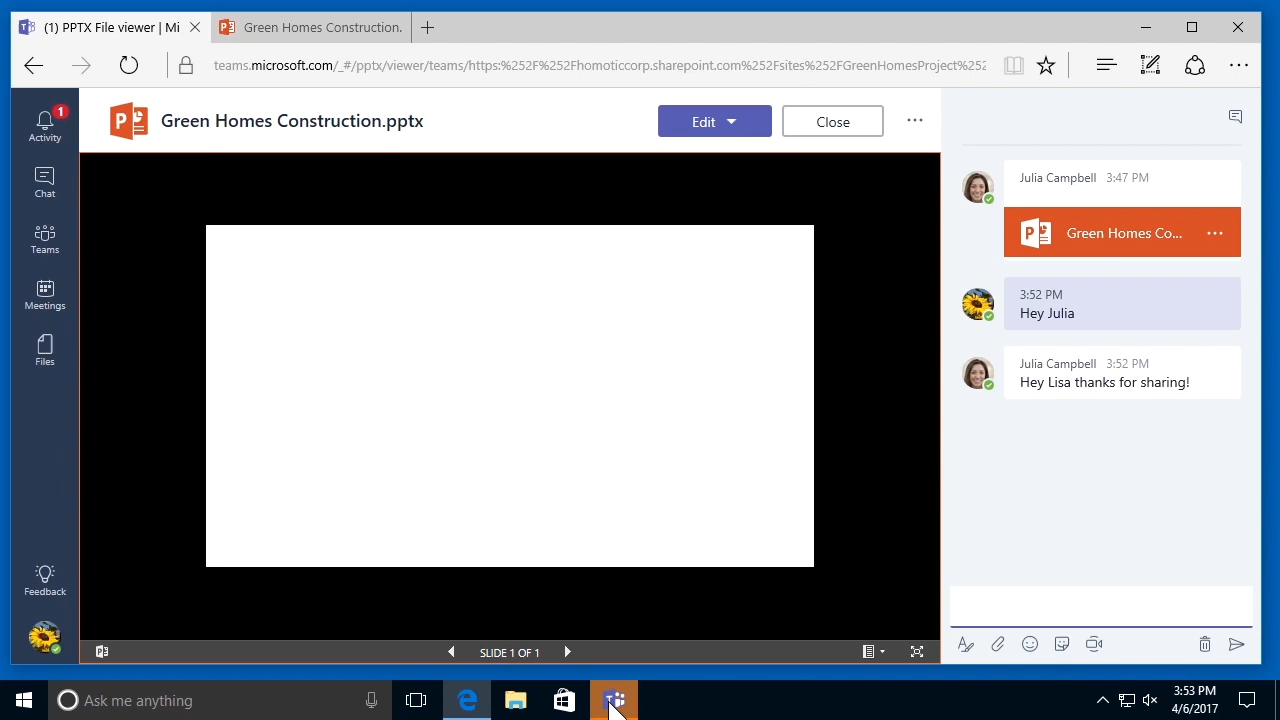 (1) PPTX File viewer | Mi
Green Homes Construction.
teams.microsoft.com/_#/pptx/viewer/teams/https:%252F%252Fhomoticcorp.sharepoint.com%252Fsites%252FGreenHomesProject%252
Activity
1
Chat
Teams
Meetings
Files
Feedback
Green Homes Construction.pptx
Edit
Close
SLIDE 1 OF 1
Julia Campbell 3:47 PM
Green Homes Co...
3:52 PM
Hey Julia
Julia Campbell 3:52 PM
Hey Lisa thanks for sharing!
Ask me anything
3:53 PM
4/6/2017